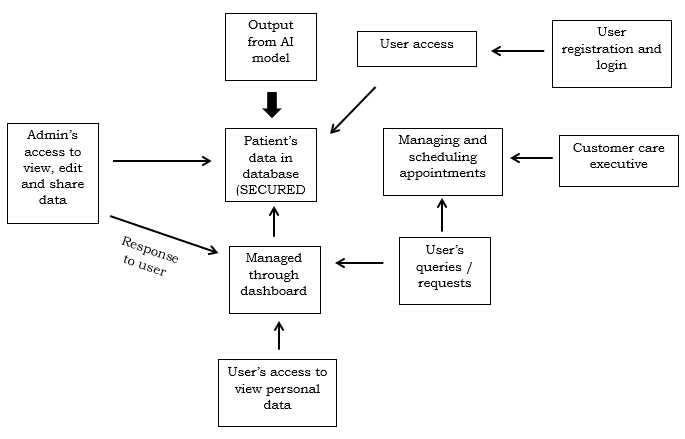 Output
from AI
model
User access
User
registration and
login
Admin's
access to
view, edit
and share
data
Patient's
data in
database
(SECURED
Managing and
scheduling
appointments
Customer care
executive
Response
to user
Managed
through
dashboard
User's
queries /
requests
User's access to
view personal
data